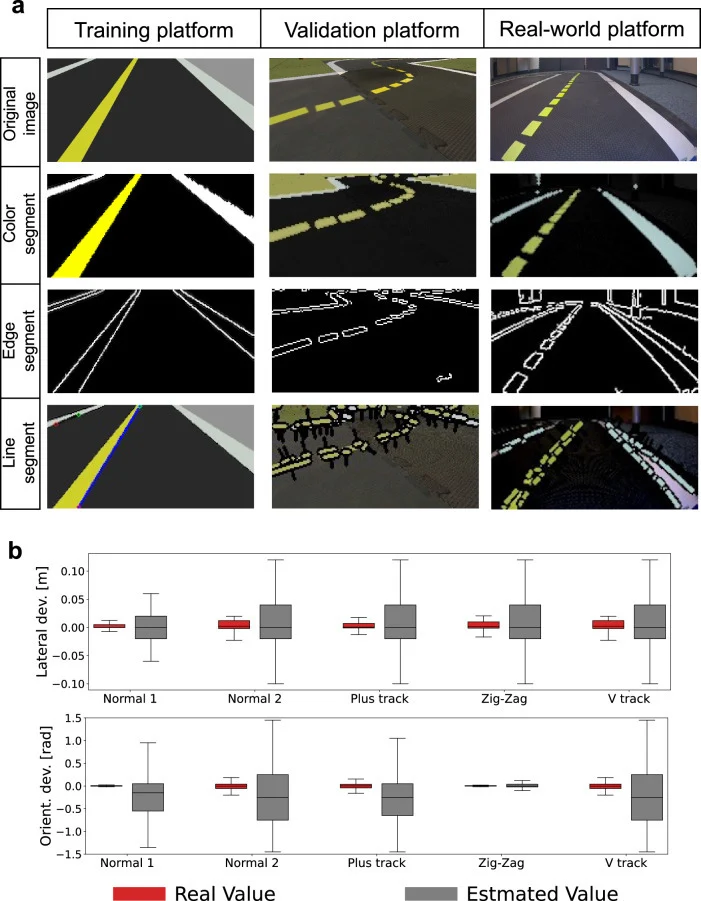 a
Training platform
Validation platform
Real-world platform
Original
image
Color
segment
Edge
segment
Line
segment
b
Lateral dev. [m]
0.10
0.05
0.00
−0.05
−0.10
Normal 1
Normal 2
Plus track
Zig-Zag
V track
Orient. dev. [rad]
1.5
1.0
0.5
0.0
−0.5
−1.0
−1.5
Normal 1
Normal 2
Plus track
Zig-Zag
V track
Real Value
Estmated Value